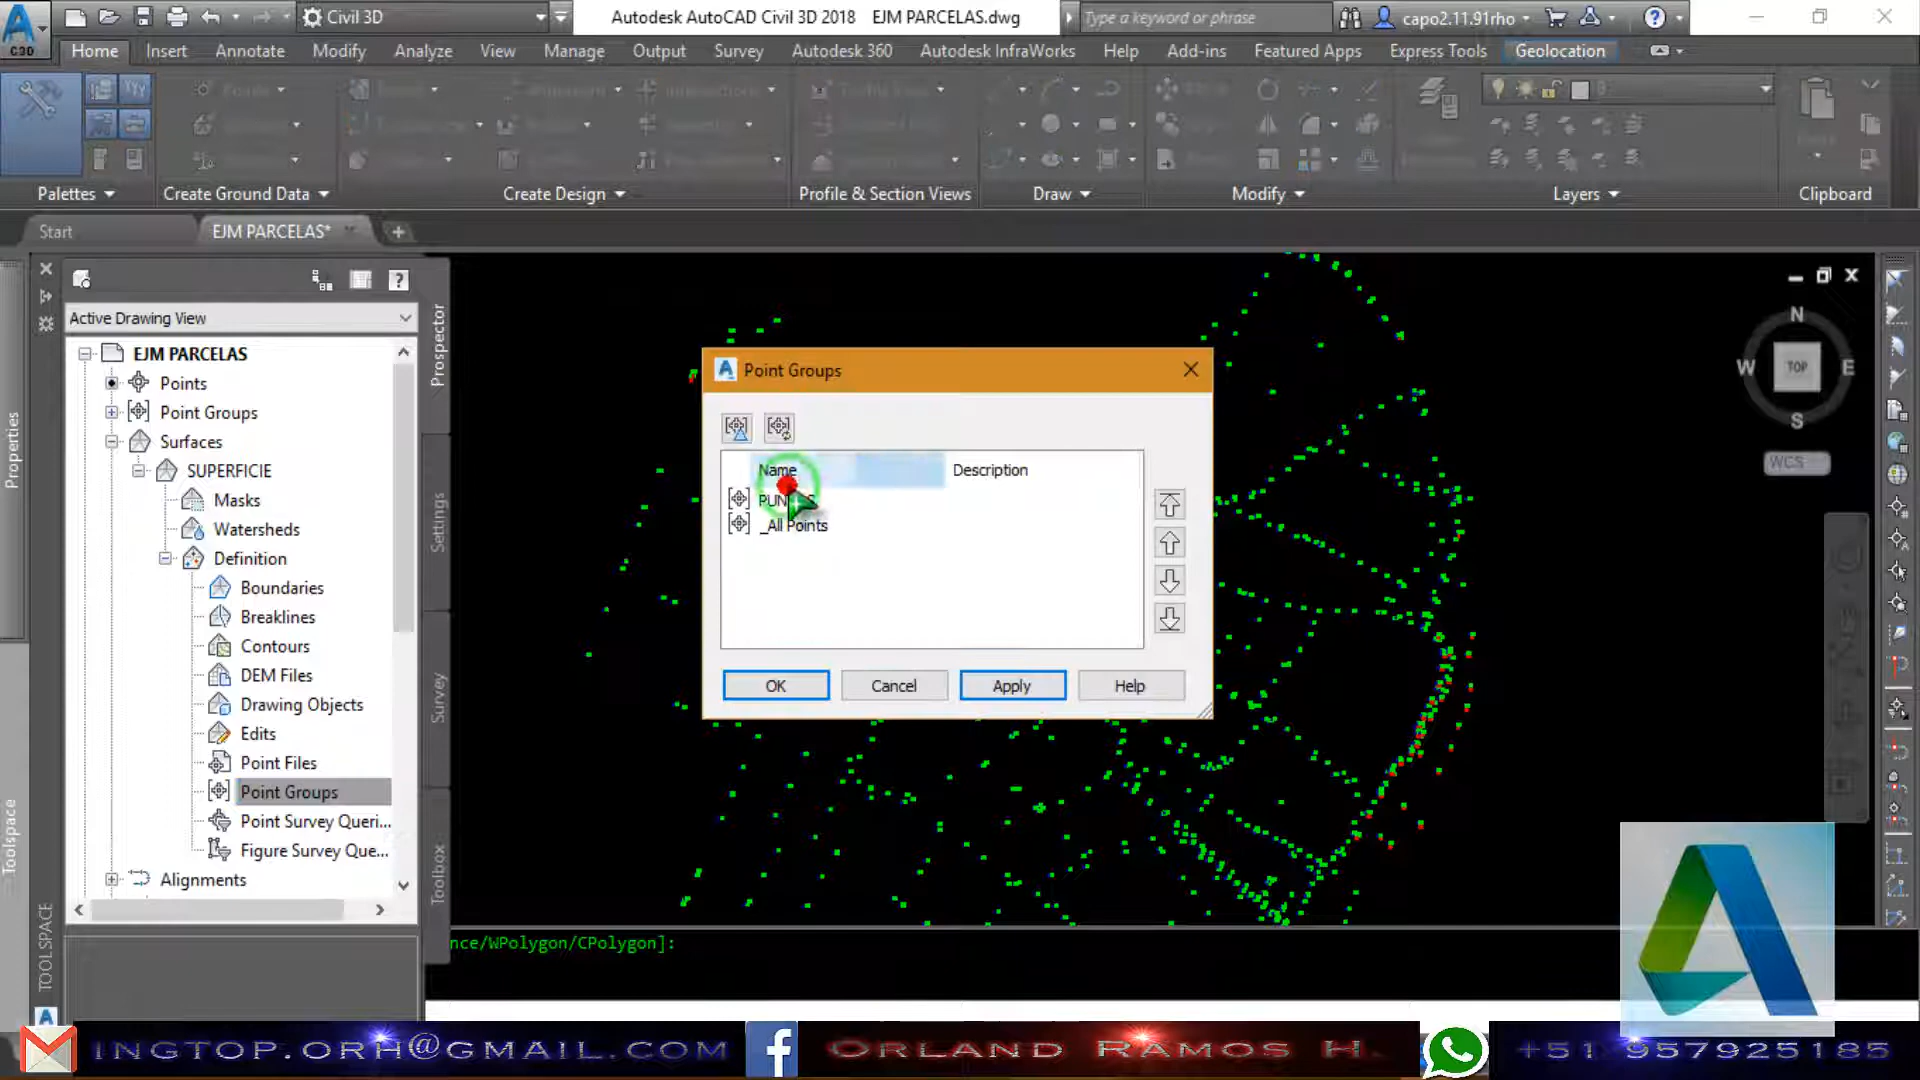 Civil 3D
Autodesk AutoCAD Civil 3D 2018 EJM PARCELAS.dwg
Type a keyword or phrase
capo2.11.91rho
C3D
Home Insert Annotate Modify Analyze View Manage Output Survey Autodesk 360 Autodesk InfraWorks Help Add-ins Featured Apps Express Tools Geolocation
Palettes Create Ground Data Create Design Profile & Section Views Draw Modify Layers Clipboard
Start EJM PARCELAS*
Active Drawing View
EJM PARCELAS
Points
Point Groups
Surfaces
SUPERFICIE
Masks
Watersheds
Definition
Boundaries
Breaklines
Contours
DEM Files
Drawing Objects
Edits
Point Files
Point Groups
Point Survey Queri...
Figure Survey Que...
Alignments
Properties
Toolspace
TOOLSPACE
Prospector
Settings
Survey
Toolbox
Point Groups
Name Description
_All Points
OK Cancel Apply Help
N
W TOP E
S
WCS
nce/WPolygon/CPolygon]:
INGTOP.ORH@GMAIL.COM ORLAND RAMOS H. +51 957925185